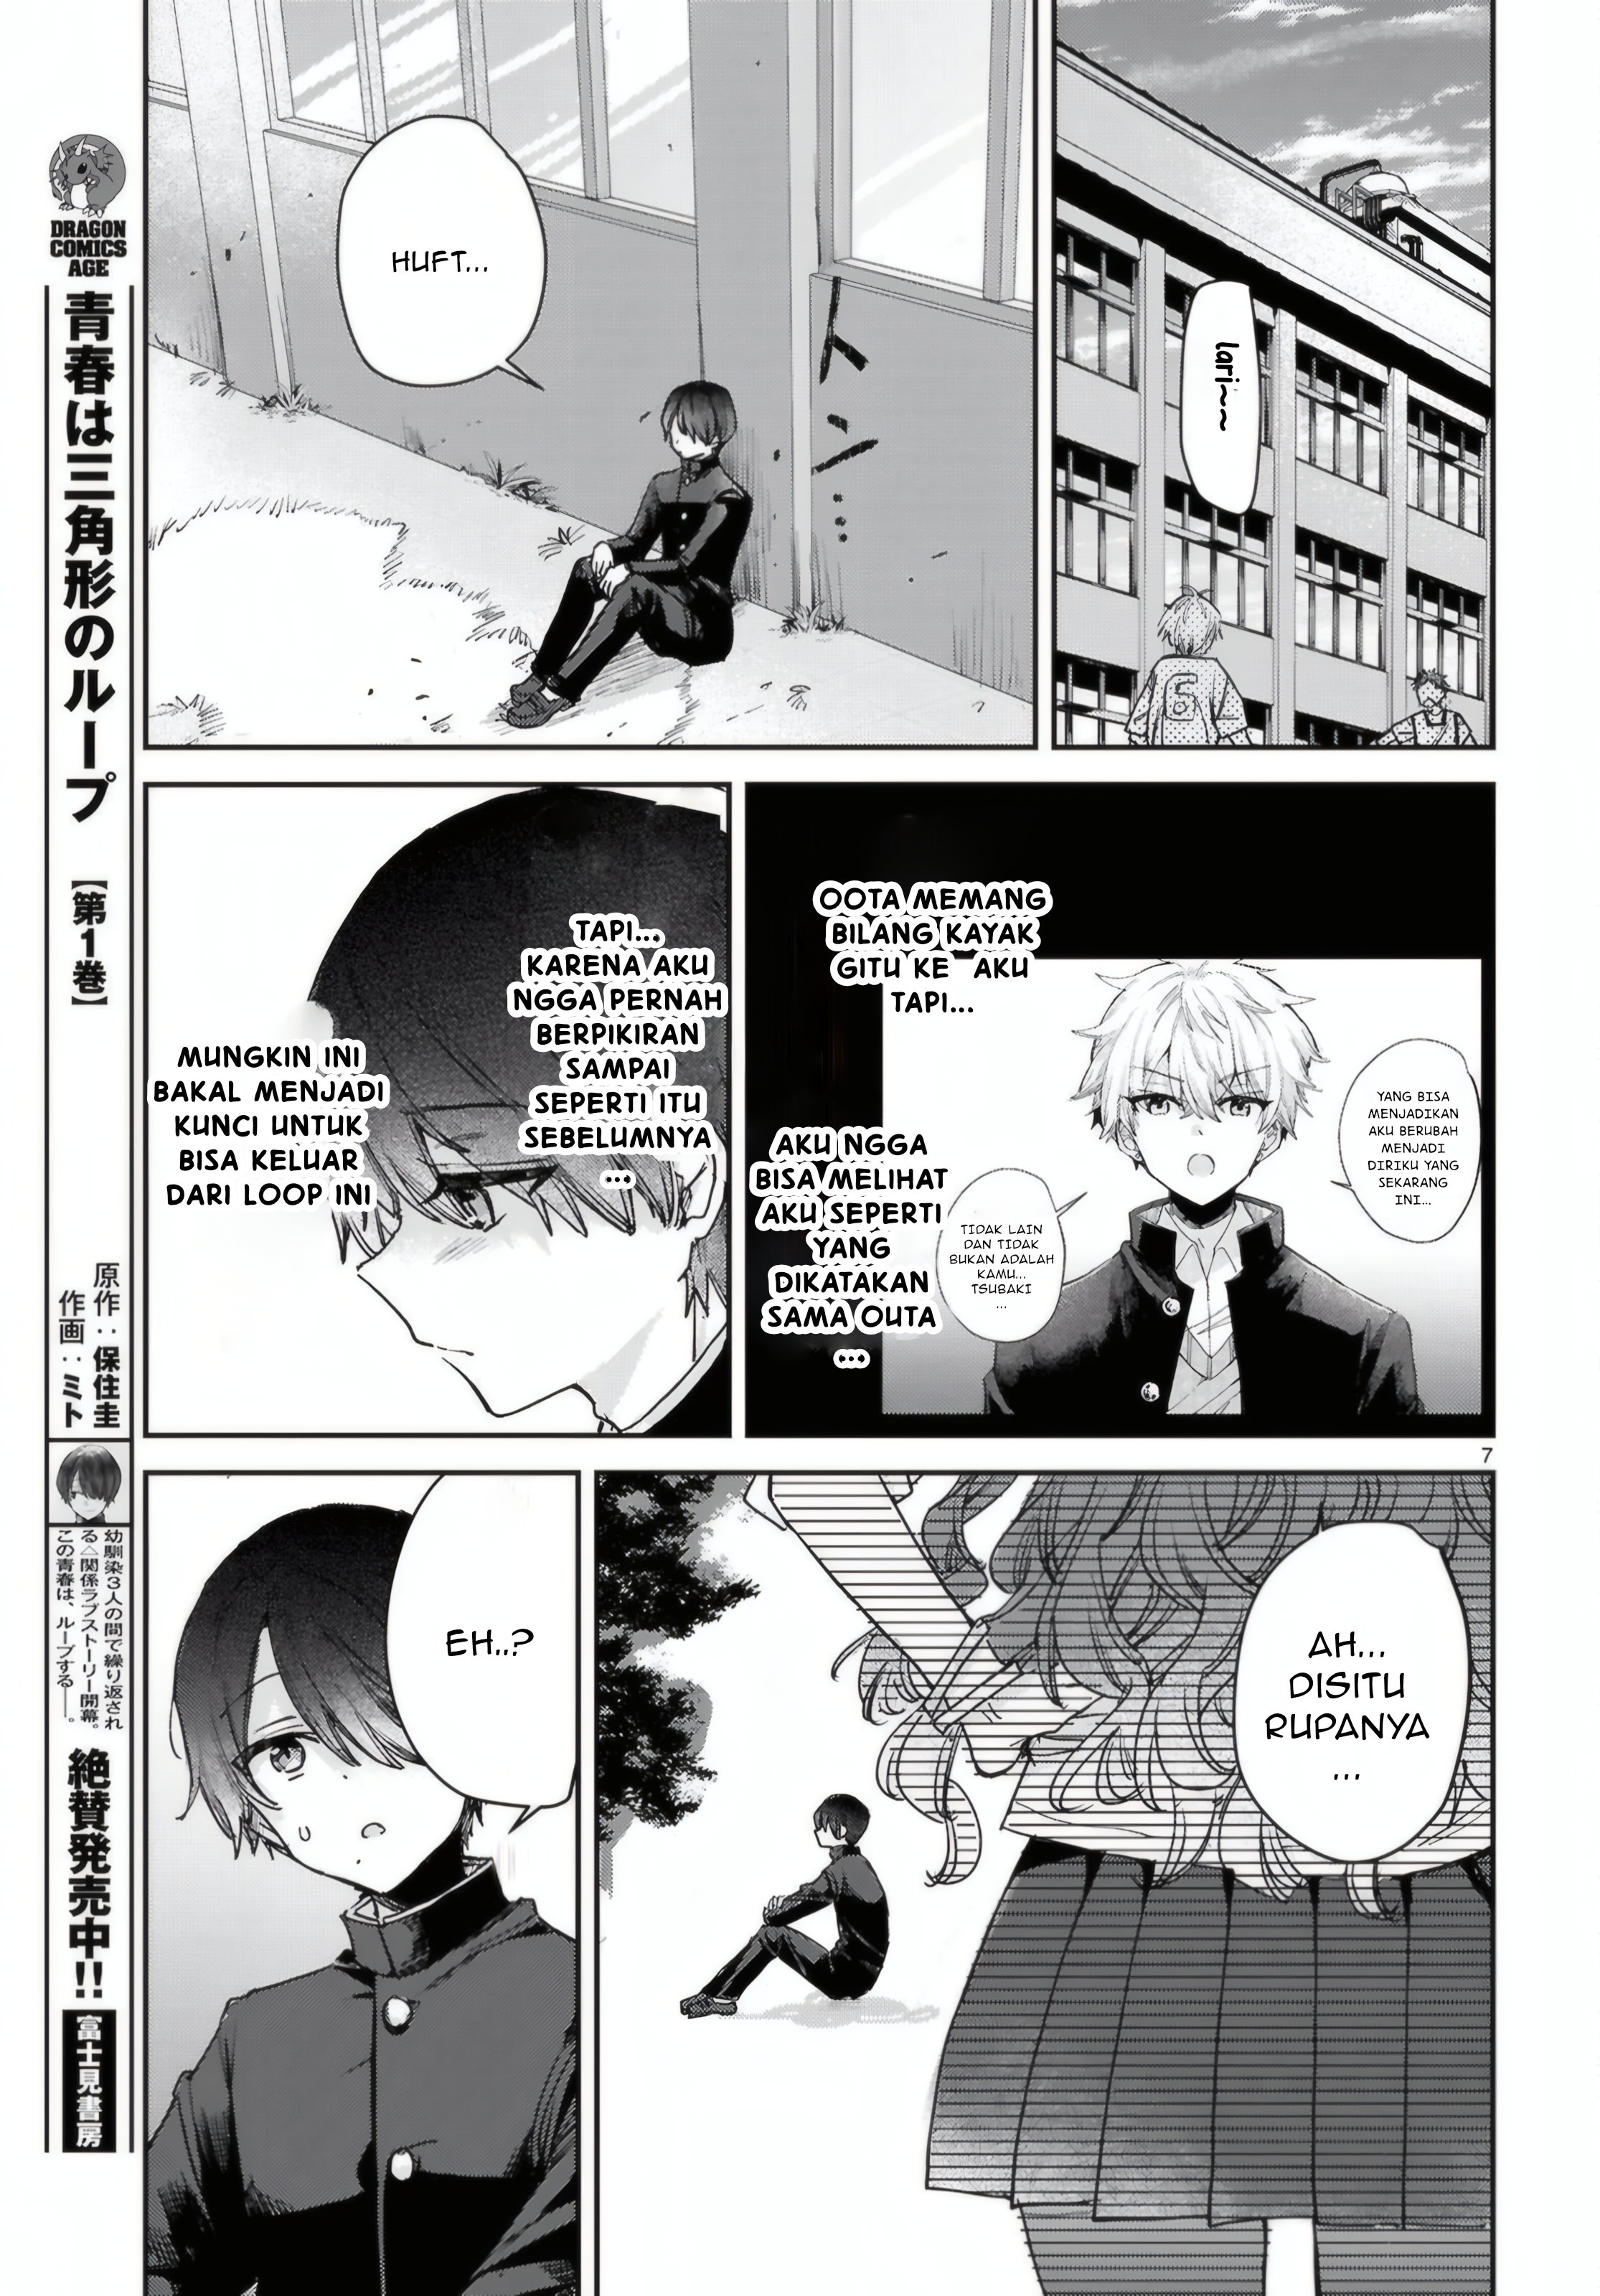 lari~~
HUFT...
トン…
6
OOTA MEMANG
BILANG KAYAK
GITU KE AKU
TAPI...
YANG BISA
MENJADIKAN
AKU BERUBAH
MENJADI
DIRIKU YANG
SEKARANG
INI...
TIDAK LAIN
DAN TIDAK
BUKAN ADALAH
KAMU...
TSUBAKI
...
AKU NGGA
BISA MELIHAT
AKU SEPERTI
YANG
DIKATAKAN
SAMA OUTA
...
TAPI...
KARENA AKU
NGGA PERNAH
BERPIKIRAN
SAMPAI
SEPERTI ITU
SEBELUMNYA
...
MUNGKIN INI
BAKAL MENJADI
KUNCI UNTUK
BISA KELUAR
DARI LOOP INI
7
AH...
DISITU
RUPANYA
...
EH..?
DRAGON
COMICS
AGE
青春は三角形のループ
【第1巻】
原作：保住圭
作画：ミト
幼馴染3人の間で繰り返され
る△関係ラブストーリー開幕。
この青春は、ループする――。
絶賛発売中!!
富士見書房